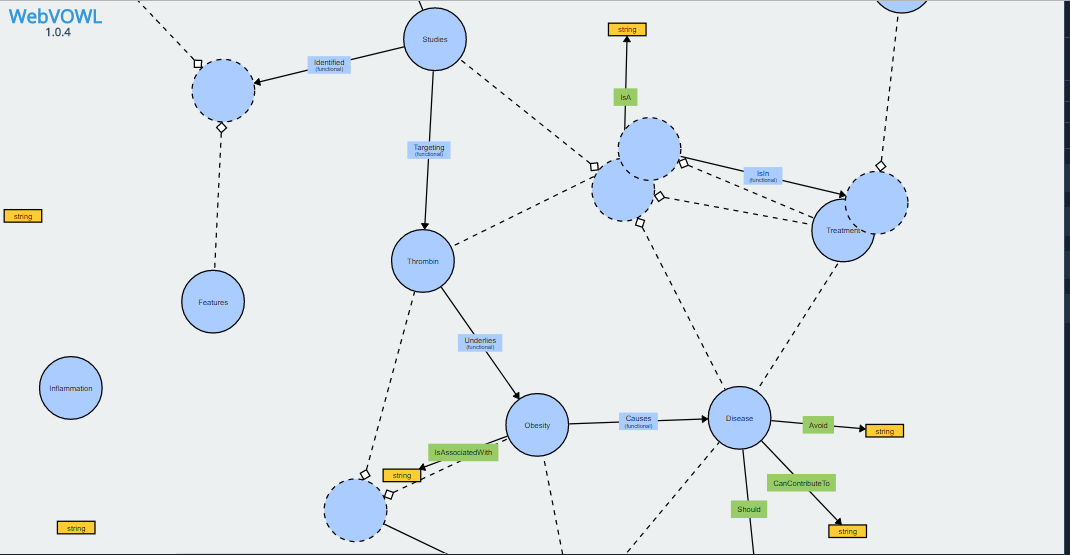 WebVOWL
1.0.4
Studies
string
Identified
(functional)
IsA
Targeting
(functional)
IsIn
(functional)
string
Treatment
Thrombin
Features
Underlies
(functional)
Inflammation
Causes
(functional)
Disease
Obesity
Avoid
string
IsAssociatedWith
string
CanContributeTo
Should
string
string